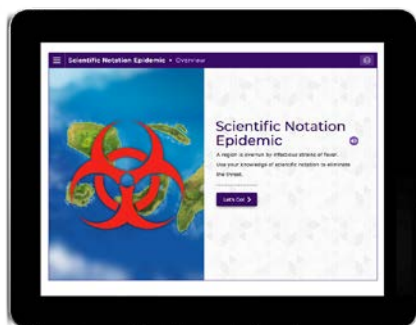 Scientific Notation Epidemic • Overview
Scientific Notation
Epidemic
A region is overrun by infectious strains of fever.
Use your knowledge of scientific notation to eliminate
the threat.
Let's Go!